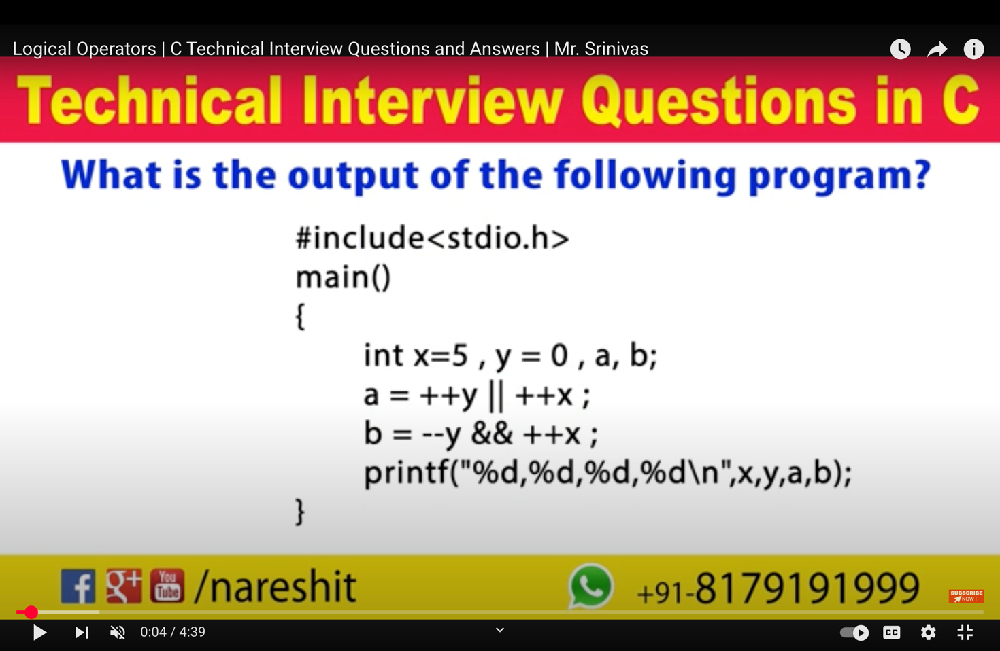 Logical Operators | C Technical Interview Questions and Answers | Mr. Srinivas
Technical Interview Questions in C
What is the output of the following program?
#include<stdio.h>
main()
{
int x=5 , y = 0 , a, b;
a = ++y || ++x ;
b = --y && ++x ;
printf("%d,%d,%d,%d\n",x,y,a,b);
}
f g+ You Tube /nareshit
+91-8179191999
SUBSCRIBE
NOW !
0:04 / 4:39
CC